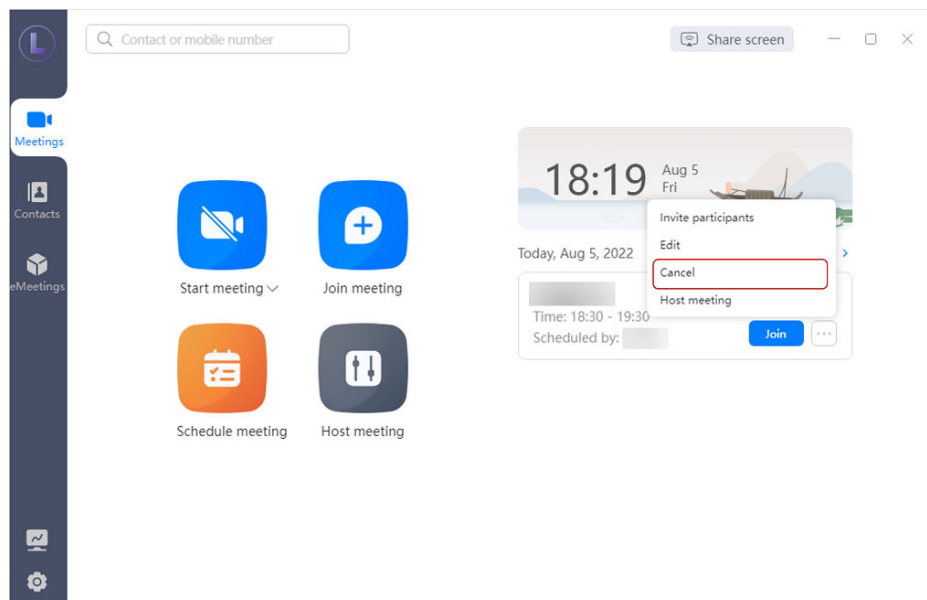 L
Contact or mobile number
Share screen
Meetings
Contacts
eMeetings
Start meeting
Join meeting
Schedule meeting
Host meeting
18:19
Aug 5
Fri
Today, Aug 5, 2022
Invite participants
Edit
Cancel
Host meeting
Time: 18:30 - 19:30
Scheduled by:
Join